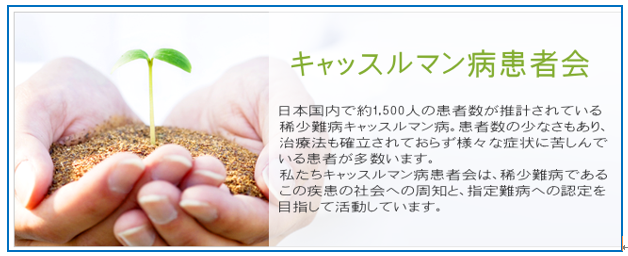 キャッスルマン病患者会
日本国内で約1,500人の患者数が推計されている
稀少難病キャッスルマン病。患者数の少なさもあり、
治療法も確立されておらず様々な症状に苦しんで
いる患者が多数います。
私たちキャッスルマン病患者会は、稀少難病である
この疾患の社会への周知と、指定難病への認定を
目指して活動しています。